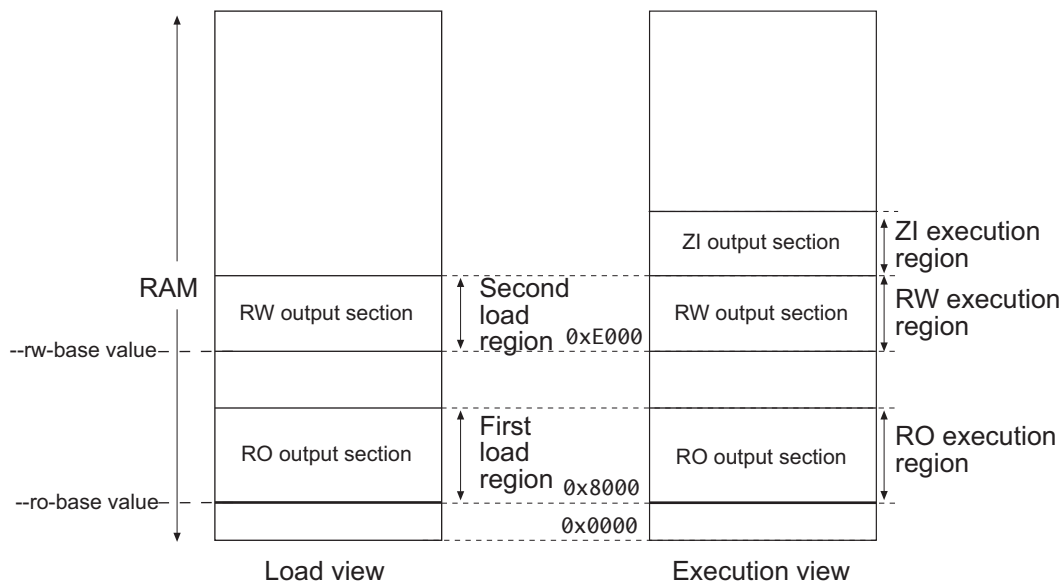 ZI output section
ZI execution
region
RAM
RW output section
Second
load
region
0xE000
RW output section
RW execution
region
--rw-base value
RO output section
First
load
region
0x8000
RO output section
RO execution
region
--ro-base value
0x0000
Load view
Execution view